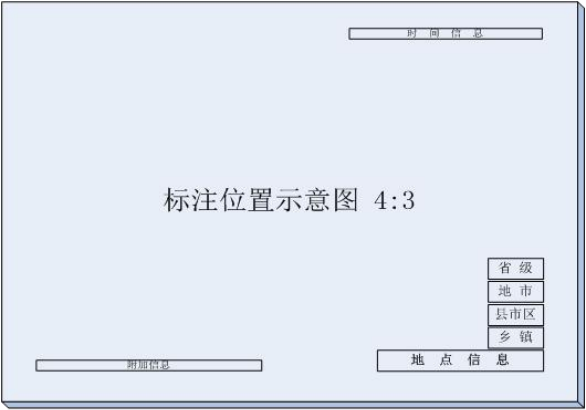 时 间 信 息
标注位置示意图 4:3
省 级
地 市
县市区
乡 镇
地 点 信 息
附加信息